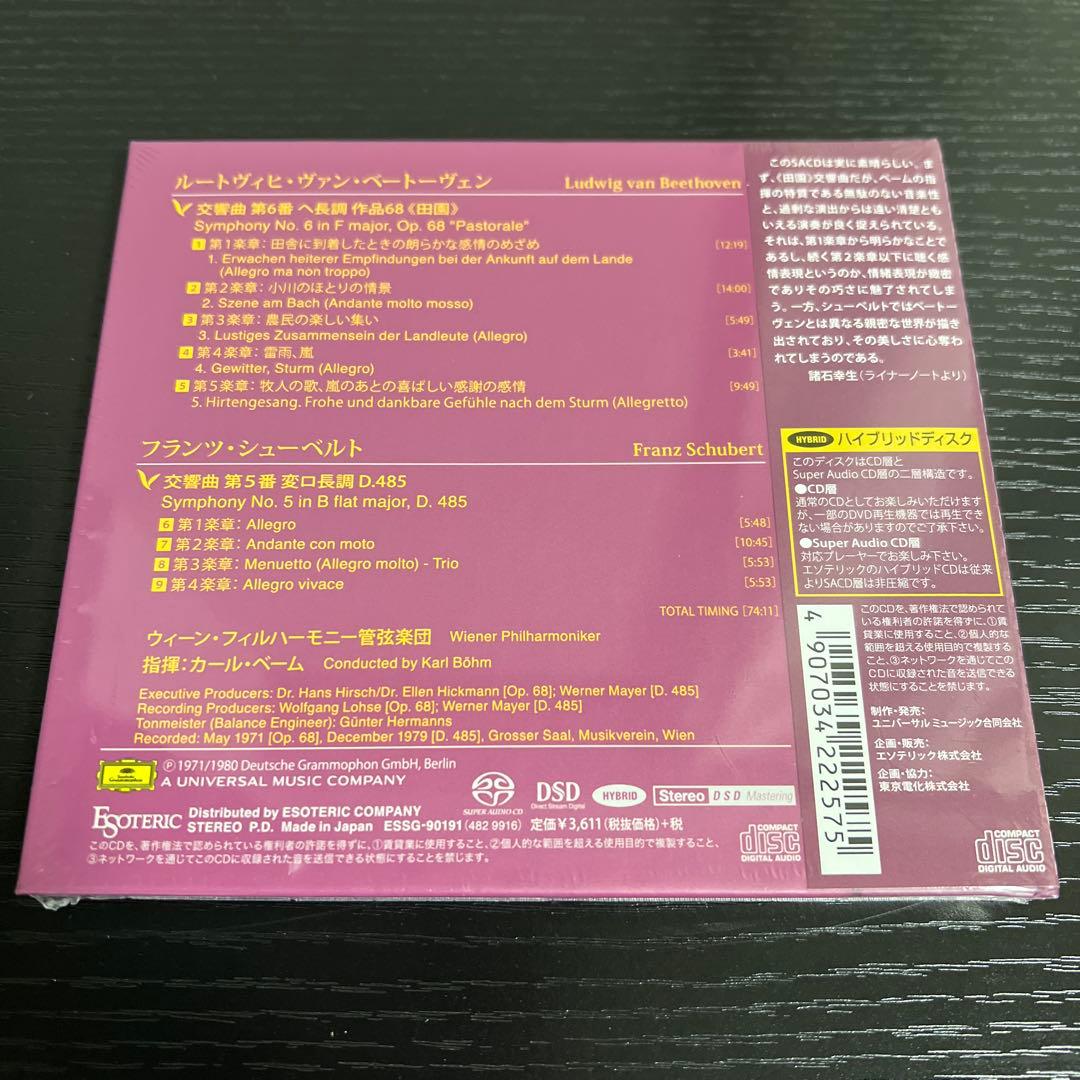 ルートヴィヒ・ヴァン・ベートーヴェン Ludwig van Beethoven
交響曲 第6番 ヘ長調 作品68《田園》
Symphony No. 6 in F major, Op. 68 "Pastorale"
1 第1楽章：田舎に到着したときの朗らかな感情のめざめ [12:19]
1. Erwachen heiterer Empfindungen bei der Ankunft auf dem Lande
(Allegro ma non troppo)
2 第2楽章：小川のほとりの情景 [14:00]
2. Szene am Bach (Andante molto mosso)
3 第3楽章：農民の楽しい集い [5:49]
3. Lustiges Zusammensein der Landleute (Allegro)
4 第4楽章：雷雨、嵐 [3:41]
4. Gewitter, Sturm (Allegro)
5 第5楽章：牧人の歌、嵐のあとの喜ばしい感謝の感情 [9:49]
5. Hirtengesang. Frohe und dankbare Gefühle nach dem Sturm (Allegretto)
フランツ・シューベルト Franz Schubert
交響曲 第5番 変ロ長調 D.485
Symphony No. 5 in B flat major, D. 485
6 第1楽章：Allegro [5:48]
7 第2楽章：Andante con moto [10:45]
8 第3楽章：Menuetto (Allegro molto) - Trio [5:53]
9 第4楽章：Allegro vivace [5:53]
TOTAL TIMING [74:11]
ウィーン・フィルハーモニー管弦楽団 Wiener Philharmoniker
指揮：カール・ベーム Conducted by Karl Böhm
Executive Producers: Dr. Hans Hirsch/Dr. Ellen Hickmann [Op. 68]; Werner Mayer [D. 485]
Recording Producers: Wolfgang Lohse [Op. 68]; Werner Mayer [D. 485]
Tonmeister (Balance Engineer): Günter Hermanns
Recorded: May 1971 [Op. 68], December 1979 [D. 485], Grosser Saal, Musikverein, Wien
Deutsche Grammophon
℗ 1971/1980 Deutsche Grammophon GmbH, Berlin
A UNIVERSAL MUSIC COMPANY
SUPER AUDIO CD
DSD
Direct Stream Digital
HYBRID
Stereo DSD Mastering
ESOTERIC
Distributed by ESOTERIC COMPANY
STEREO P.D. Made in Japan ESSG-90191 (482 9916) 定価￥3,611(税抜価格)+税
このCDを、著作権法で認められている権利者の許諾を得ずに、①賃貸業に使用すること、②個人的な範囲を超える使用目的で複製すること、
③ネットワークを通じてこのCDに収録された音を送信できる状態にすることを禁じます。
COMPACT
disc
DIGITAL AUDIO
このSACDは実に素晴らしい。ま
ず、《田園》交響曲だが、ベームの指
揮の特質である無駄のない音楽性
と、過剰な演出からは遠い清楚とも
いえる演奏が良く捉えられている。
それは、第1楽章から明らかなことで
あるし、続く第2楽章以下に聴く感
情表現というのか、情緒表現が緻密
でありその巧さに魅了されてしま
う。一方、シューベルトではベートー
ヴェンとは異なる親密な世界が描き
出されており、その美しさに心奪わ
れてしまうのである。
諸石幸生(ライナーノートより)
HYBRID ハイブリッドディスク
このディスクはCD層と
Super Audio CD層の二層構造です。
●CD層
通常のCDとしてお楽しみいただけます
が、一部のDVD再生機器では再生でき
ない場合がありますのでご了承下さい。
●Super Audio CD層
対応プレーヤーでお楽しみ下さい。
エソテリックのハイブリッドCDは従来
よりSACD層は非圧縮です。
4 907034 222575
このCDを、著作権法で認められて
いる権利者の許諾を得ずに、①賃
貸業に使用すること、②個人的な
範囲を超える使用目的で複製する
こと、③ネットワークを通じてこの
CDに収録された音を送信できる
状態にすることを禁じます。
制作・発売：
ユニバーサル ミュージック合同会社
企画・販売：
エソテリック株式会社
企画・協力：
東京電化株式会社
COMPACT
disc
DIGITAL AUDIO